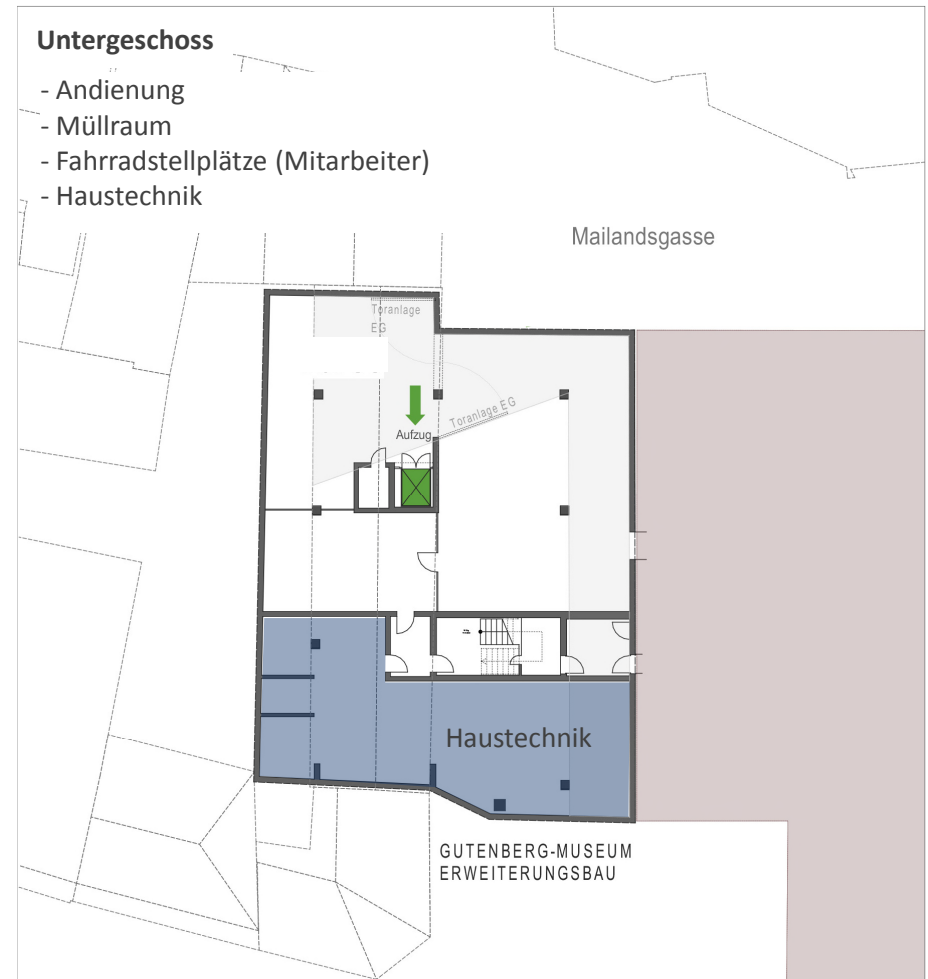 Untergeschoss
- Andienung
- Müllraum
- Fahrradstellplätze (Mitarbeiter)
- Haustechnik
Mailandsgasse
Toranlage
EG
Toranlage EG
Aufzug
Haustechnik
GUTENBERG-MUSEUM
ERWEITERUNGSBAU